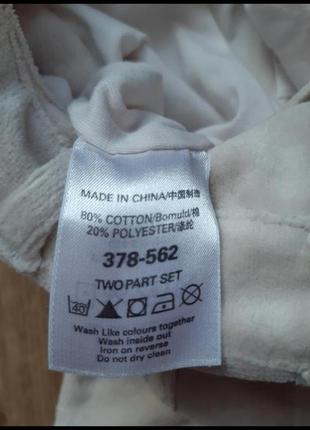 MADE IN CHINA/中国制造
80% COTTON/Bomuld/棉
20% POLYESTER/涤纶
378-562
TWO PART SET
40
Wash Like colours together
Wash inside out
Iron on reverse
Do not dry clean